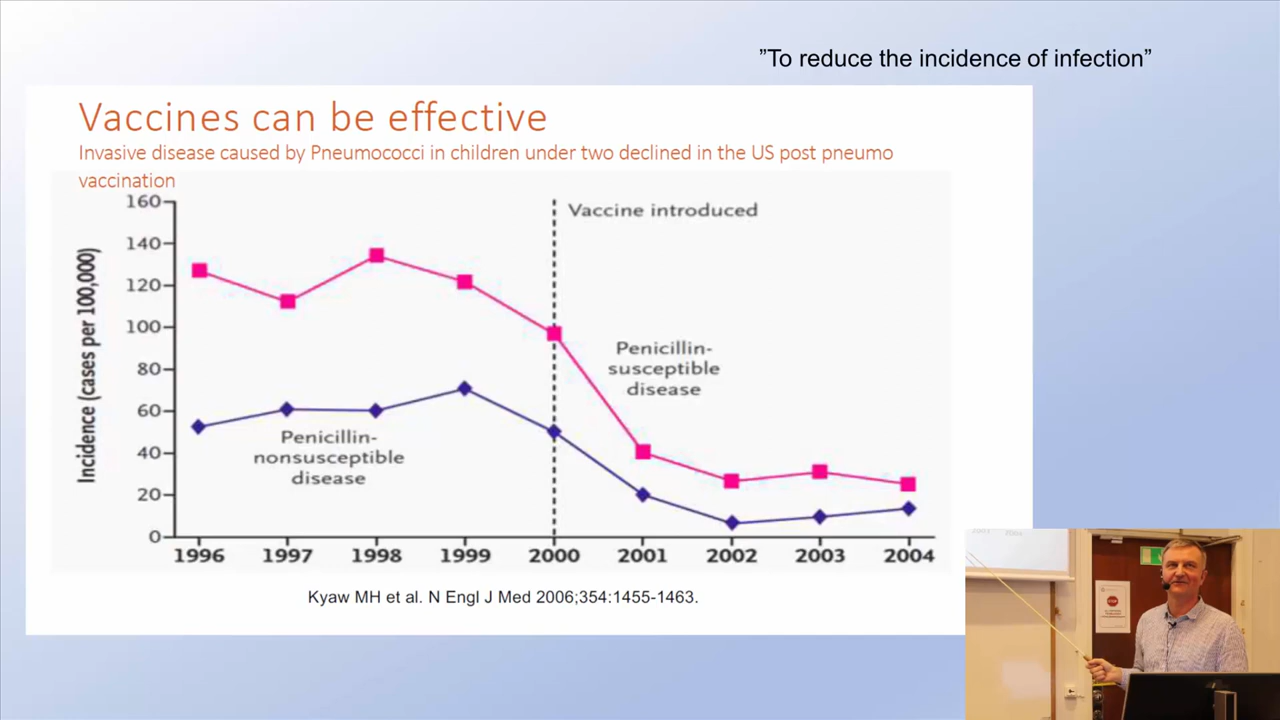 ”To reduce the incidence of infection”
Vaccines can be effective
Invasive disease caused by Pneumococci in children under two declined in the US post pneumo
vaccination
160
Vaccine introduced
140
120
100
80
60
40
20
0
Incidence (cases per 100,000)
Penicillin-
susceptible
disease
Penicillin-
nonsusceptible
disease
1996 1997 1998 1999 2000 2001 2002 2003 2004
Kyaw MH et al. N Engl J Med 2006;354:1455-1463.
STOP